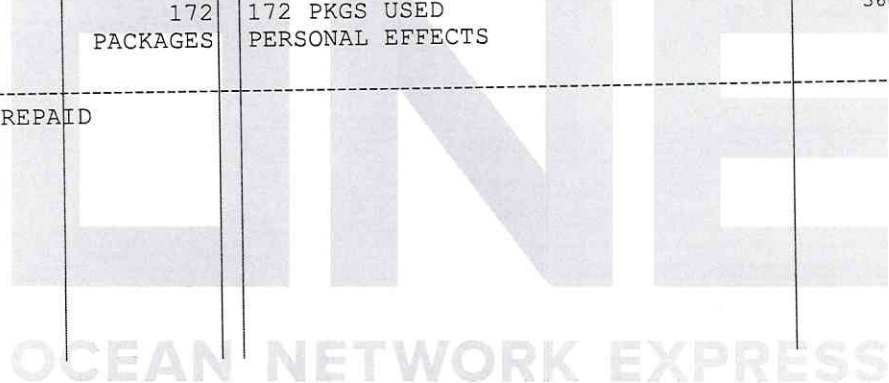 172 172 PKGS USED
PACKAGES PERSONAL EFFECTS
REPAID
ONE
OCEAN NETWORK EXPRESS